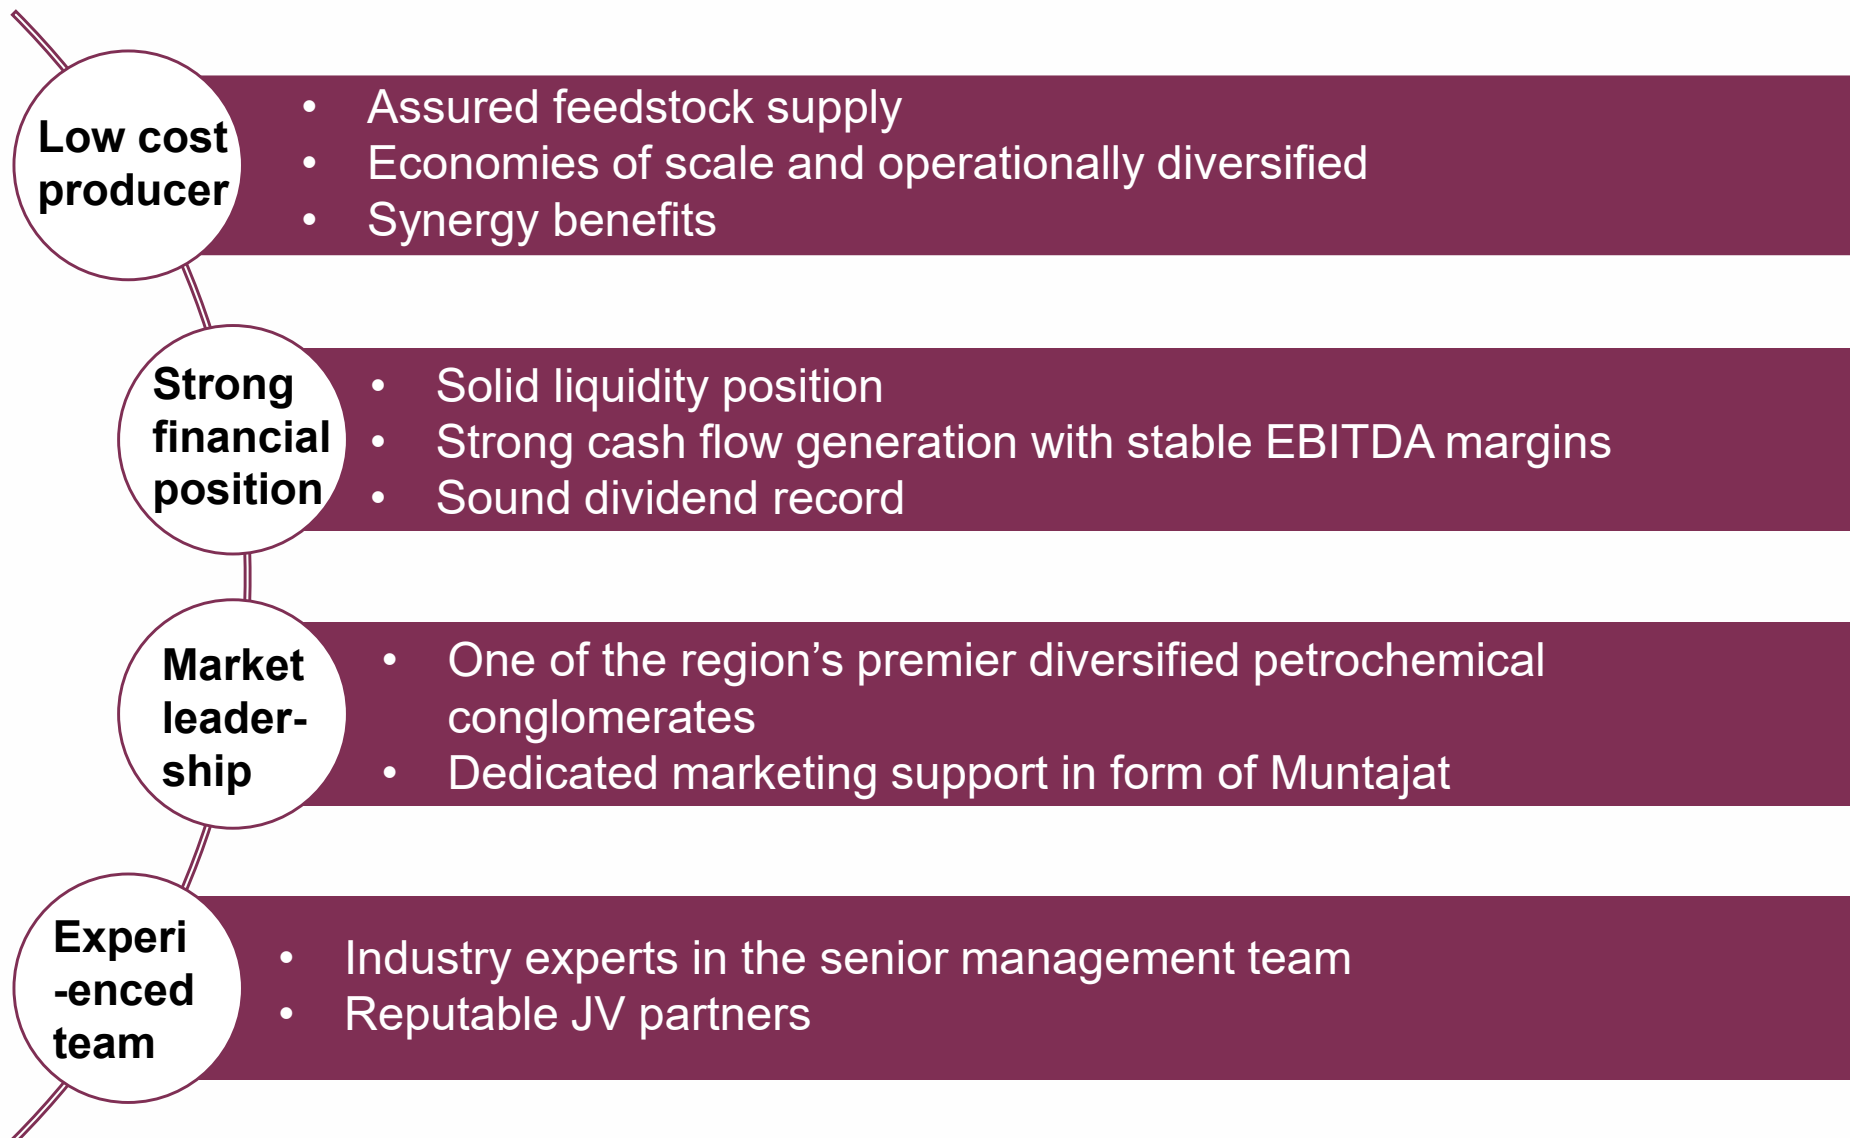 Low cost
producer
• Assured feedstock supply
• Economies of scale and operationally diversified
• Synergy benefits
Strong
financial
position
• Solid liquidity position
• Strong cash flow generation with stable EBITDA margins
• Sound dividend record
Market
leader-
ship
• One of the region’s premier diversified petrochemical
conglomerates
• Dedicated marketing support in form of Muntajat
Experi
-enced
team
• Industry experts in the senior management team
• Reputable JV partners